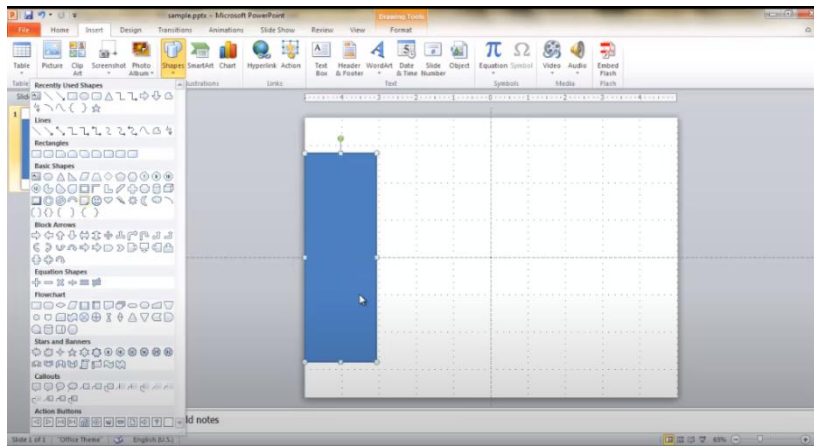 sample.pptx - Microsoft PowerPoint
Drawing Tools
File Home Insert Design Transitions Animations Slide Show Review View Format
Table Picture Clip Art Screenshot Photo Album Shapes SmartArt Chart Hyperlink Action Text Box Header & Footer WordArt Date & Time Slide Number Object Equation Symbol Video Audio Embed Flash
Links Text Symbols Media Flash
Recently Used Shapes
Lines
Rectangles
Basic Shapes
Block Arrows
Equation Shapes
Flowchart
Stars and Banners
Callouts
Action Buttons
1
notes
Slide 1 of 1 "Office Theme" English (U.S.) 69%